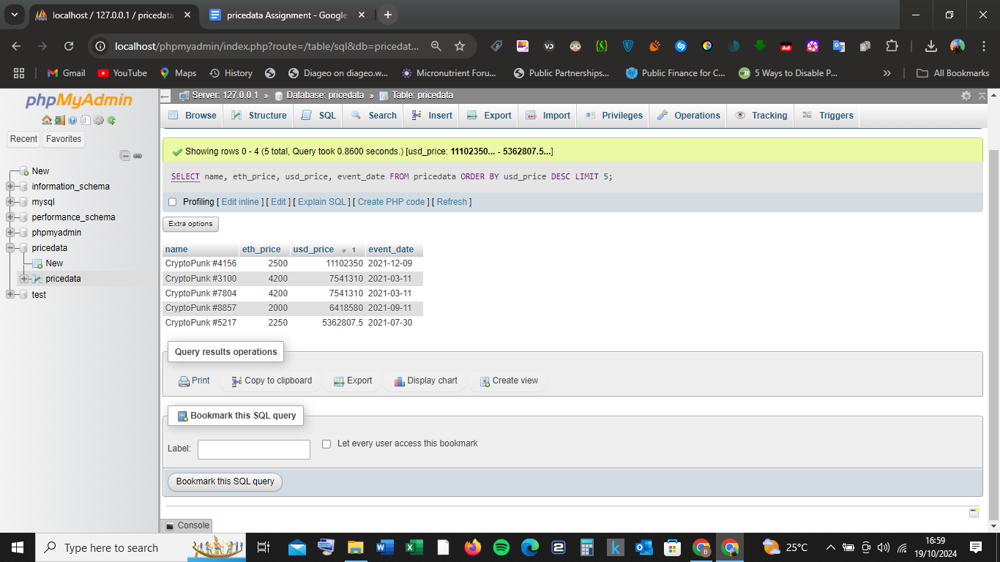 localhost / 127.0.0.1 / pricedata
pricedata Assignment - Google
localhost/phpmyadmin/index.php?route=/table/sql&db=pricedat...
Gmail
YouTube
Maps
History
Diageo on diageo.w...
Micronutrient Foru...
Public Partnerships...
Public Finance for C...
5 Ways to Disable P...
»
All Bookmarks
phpMyAdmin
Recent
Favorites
New
information_schema
mysql
performance_schema
phpmyadmin
pricedata
New
pricedata
test
Server: 127.0.0.1 » Database: pricedata » Table: pricedata
Browse Structure SQL Search Insert Export Import Privileges Operations Tracking Triggers
Showing rows 0 - 4 (5 total, Query took 0.8600 seconds.) [usd_price: 11102350... - 5362807.5...]
SELECT name, eth_price, usd_price, event_date FROM pricedata ORDER BY usd_price DESC LIMIT 5;
Profiling [ Edit inline ] [ Edit ] [ Explain SQL ] [ Create PHP code ] [ Refresh ]
Extra options
name eth_price usd_price 1 event_date
CryptoPunk #4156 2500 11102350 2021-12-09
CryptoPunk #3100 4200 7541310 2021-03-11
CryptoPunk #7804 4200 7541310 2021-03-11
CryptoPunk #8857 2000 6418580 2021-09-11
CryptoPunk #5217 2250 5362807.5 2021-07-30
Query results operations
Print Copy to clipboard Export Display chart Create view
Bookmark this SQL query
Label: Let every user access this bookmark
Bookmark this SQL query
Console
Type here to search
25°C
16:59
19/10/2024